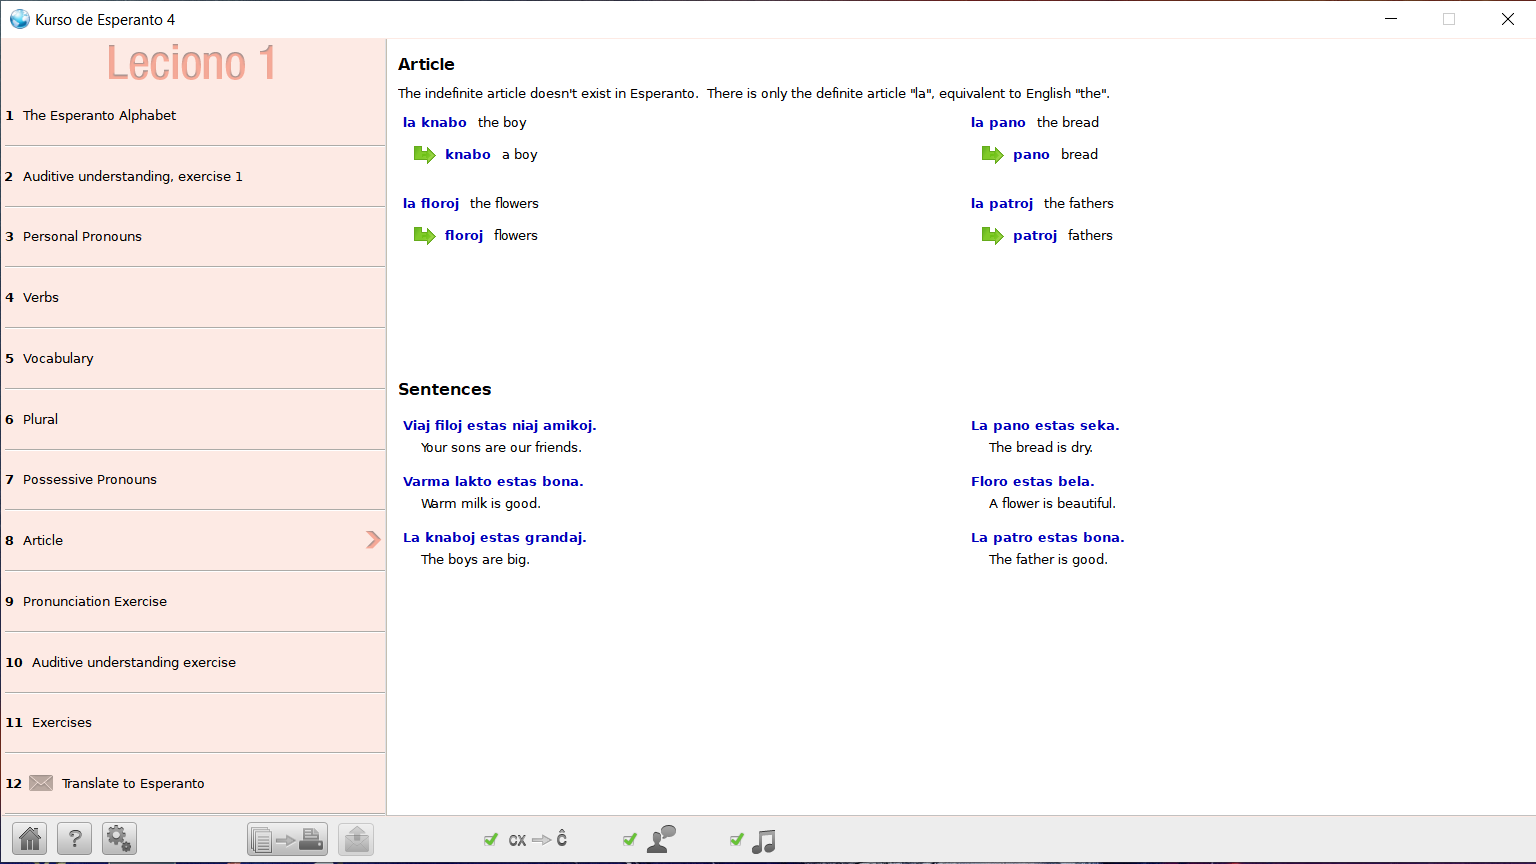 Kurso de Esperanto 4
Leciono 1
1 The Esperanto Alphabet
2 Auditive understanding, exercise 1
3 Personal Pronouns
4 Verbs
5 Vocabulary
6 Plural
7 Possessive Pronouns
8 Article
9 Pronunciation Exercise
10 Auditive understanding exercise
11 Exercises
12 Translate to Esperanto
Article
The indefinite article doesn't exist in Esperanto. There is only the definite article "la", equivalent to English "the".
la knabo the boy
knabo a boy
la floroj the flowers
floroj flowers
la pano the bread
pano bread
la patroj the fathers
patroj fathers
Sentences
Viaj filoj estas niaj amikoj.
Your sons are our friends.
Varma lakto estas bona.
Warm milk is good.
La knaboj estas grandaj.
The boys are big.
La pano estas seka.
The bread is dry.
Floro estas bela.
A flower is beautiful.
La patro estas bona.
The father is good.
?
cx Ĉ